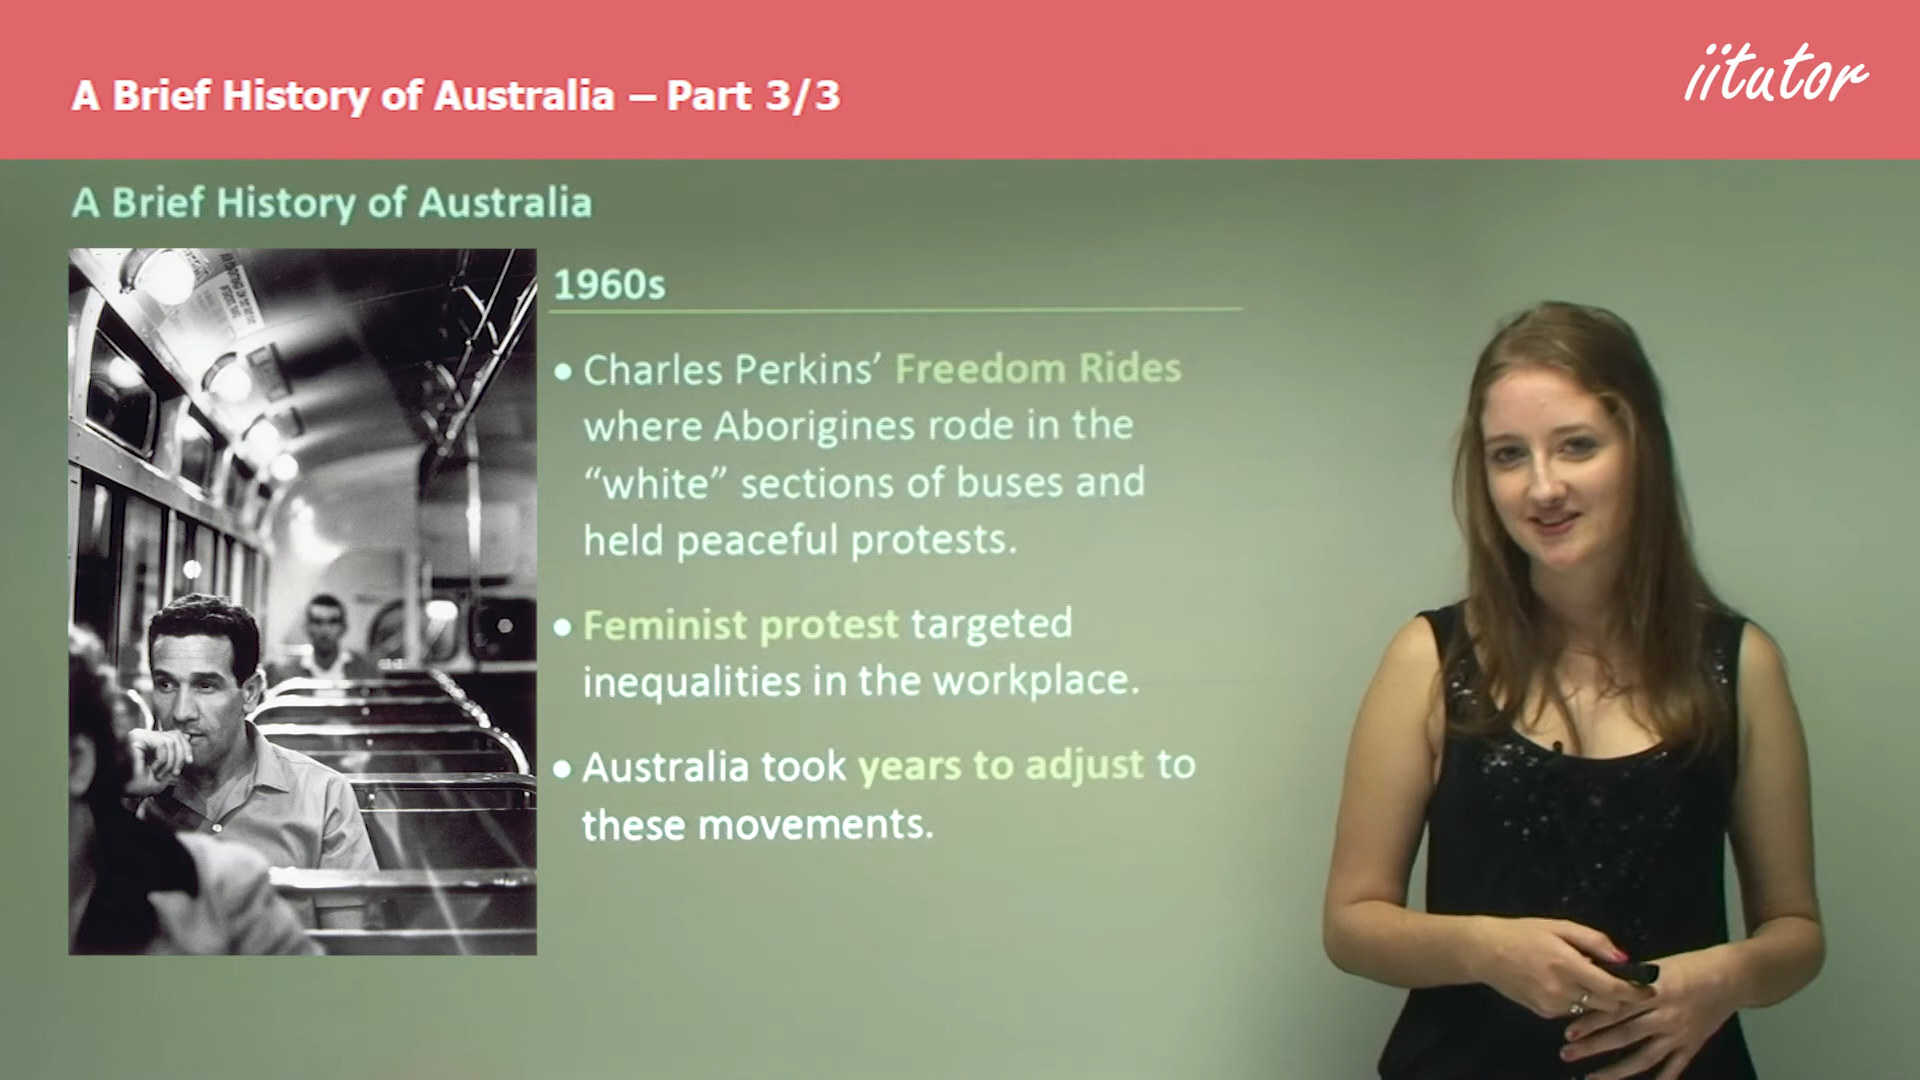 A Brief History of Australia – Part 3/3
iitutor
A Brief History of Australia
1960s
• Charles Perkins’ Freedom Rides
where Aborigines rode in the
“white” sections of buses and
held peaceful protests.
• Feminist protest targeted
inequalities in the workplace.
• Australia took years to adjust to
these movements.